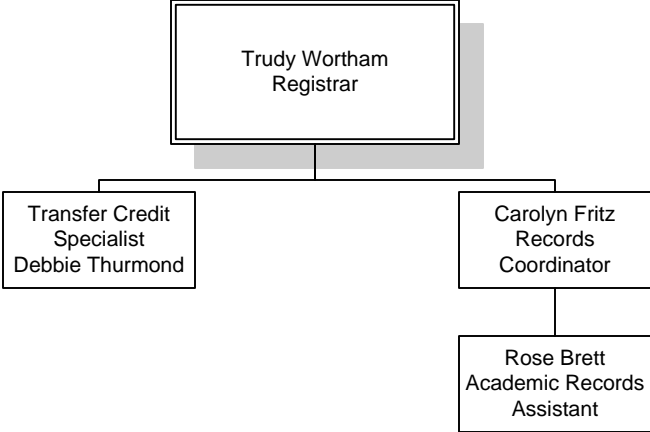 Trudy Wortham
Registrar
Transfer Credit
Specialist
Debbie Thurmond
Carolyn Fritz
Records
Coordinator
Rose Brett
Academic Records
Assistant